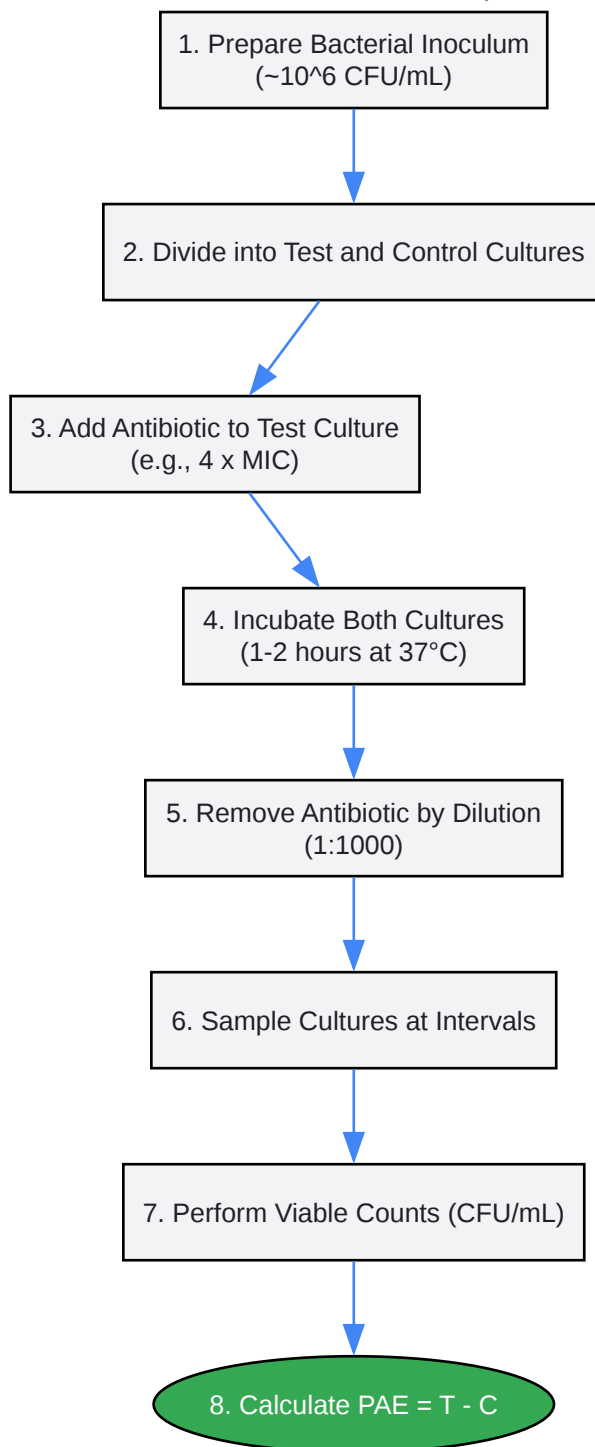 1. Prepare Bacterial Inoculum
(~10^6 CFU/mL)
2. Divide into Test and Control Cultures
3. Add Antibiotic to Test Culture
(e.g., 4 x MIC)
4. Incubate Both Cultures
(1-2 hours at 37°C)
5. Remove Antibiotic by Dilution
(1:1000)
6. Sample Cultures at Intervals
7. Perform Viable Counts (CFU/mL)
8. Calculate PAE = T - C